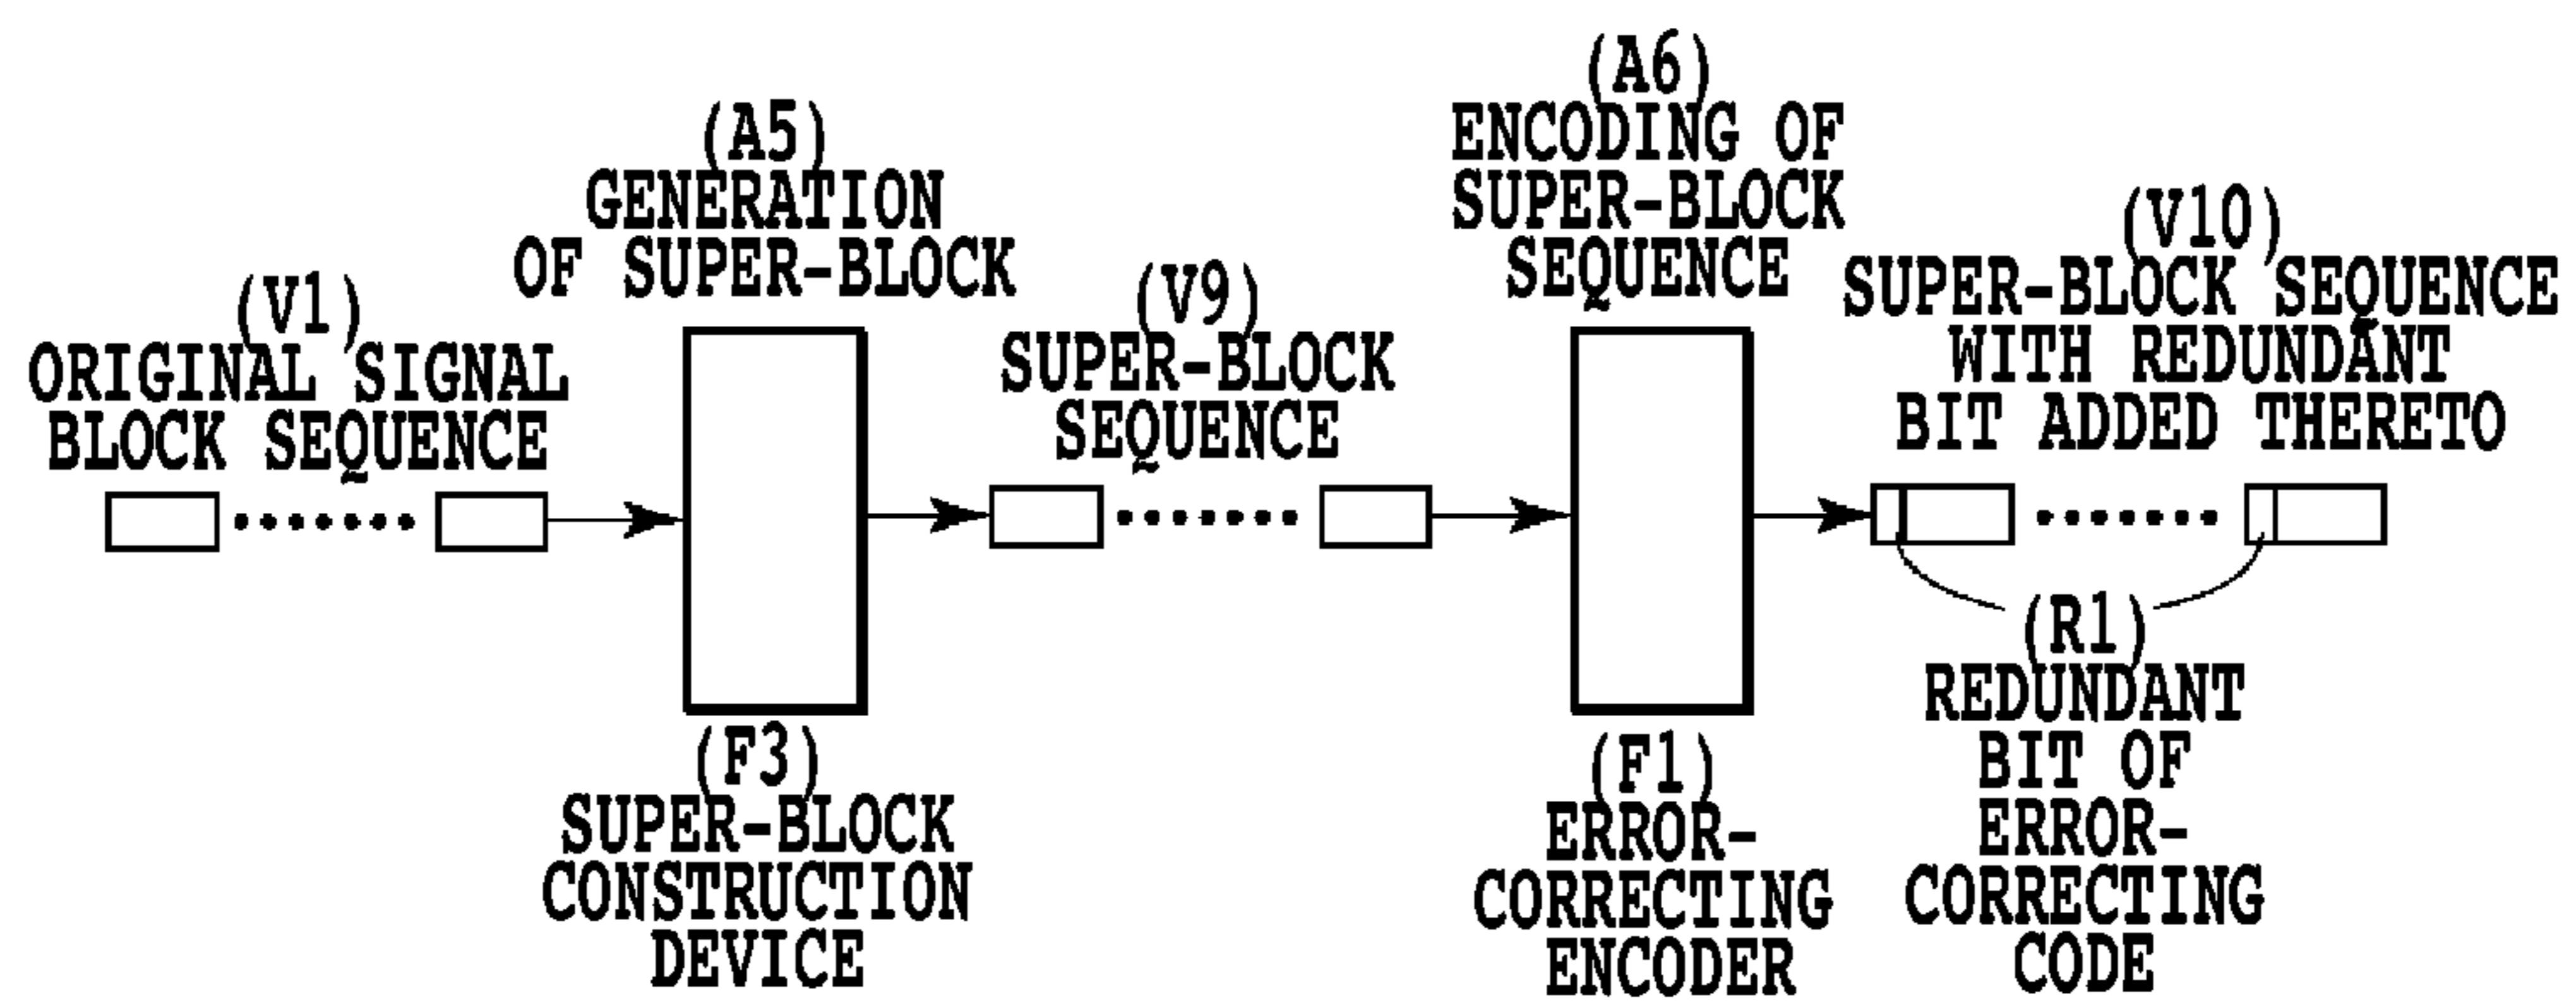 (V1)
ORIGINAL SIGNAL
BLOCK SEQUENCE
(A5)
GENERATION
OF SUPER-BLOCK
(F3)
SUPER-BLOCK
CONSTRUCTION
DEVICE
(V9)
SUPER-BLOCK
SEQUENCE
(A6)
ENCODING OF
SUPER-BLOCK
SEQUENCE
(F1)
ERROR-
CORRECTING
ENCODER
(V10)
SUPER-BLOCK SEQUENCE
WITH REDUNDANT
BIT ADDED THERETO
(R1)
REDUNDANT
BIT OF
ERROR-
CORRECTING
CODE